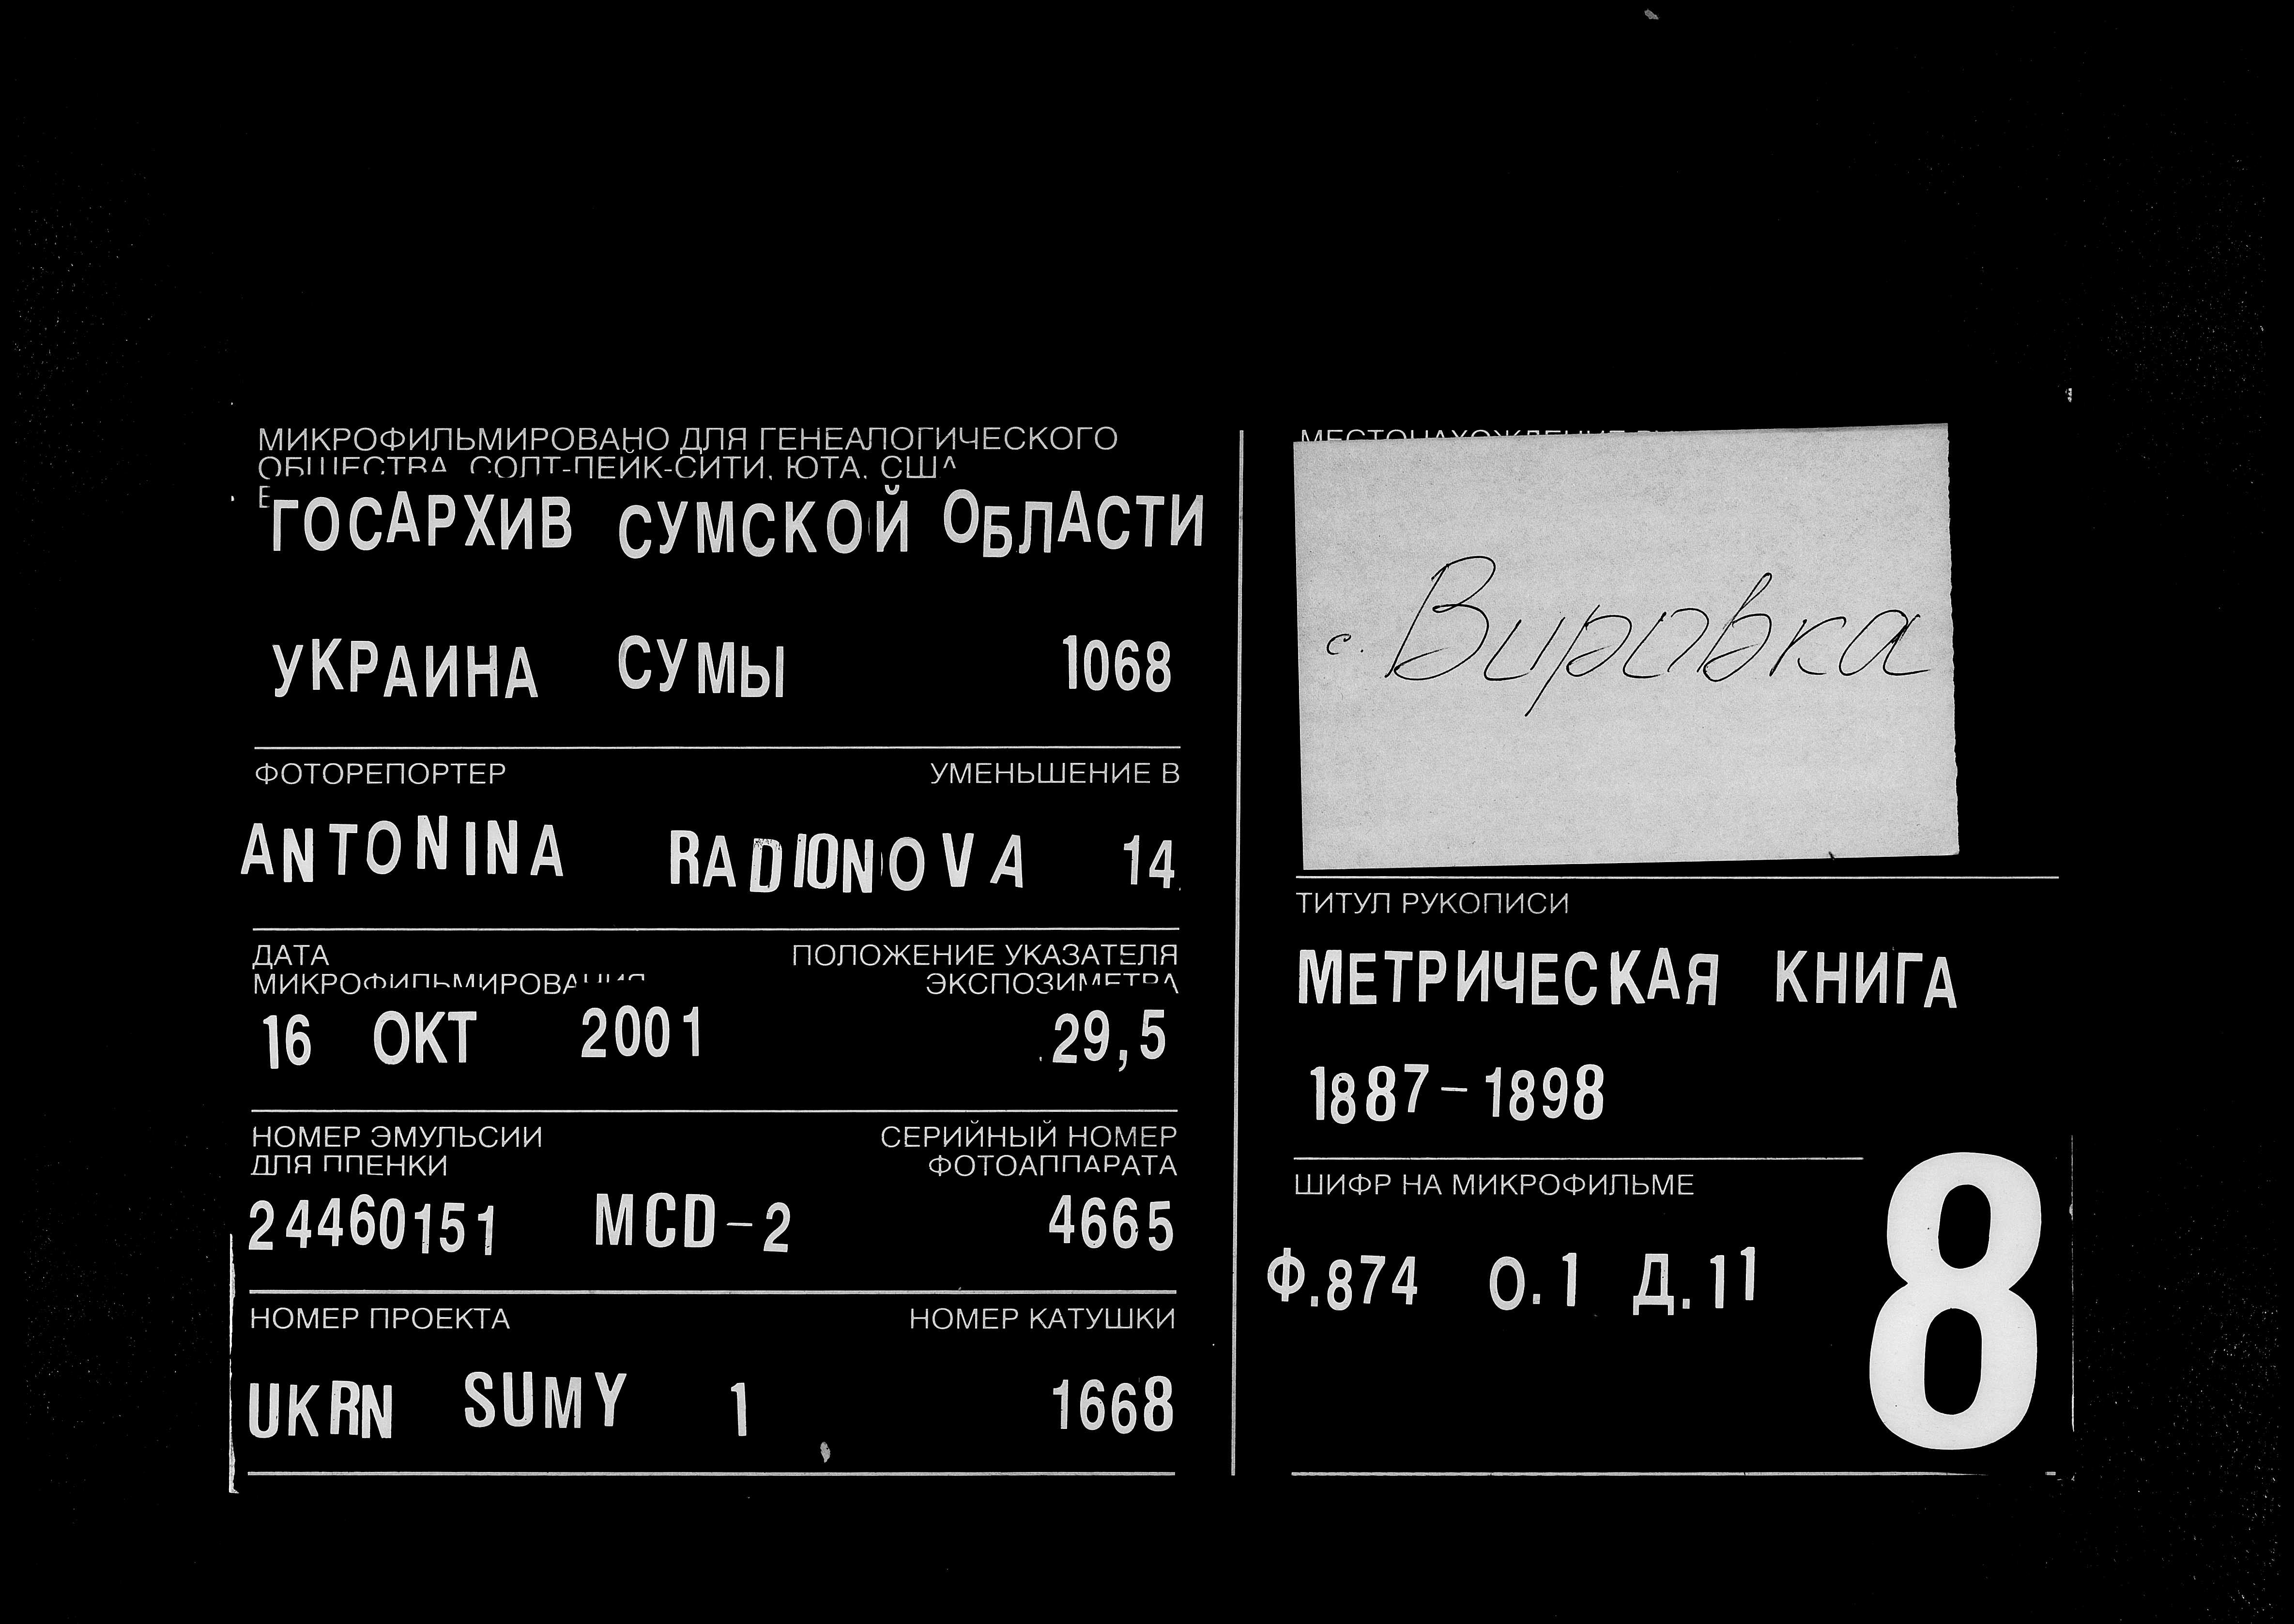 МИКРОФИЛЬМИРОВАНО ДЛЯ ГЕНЕАЛОГИЧЕСКОГО
ОБЩЕСТВА, СОЛТ-ЛЕЙК-СИТИ, ЮТА, США
ГОСАРХИВ СУМСКОЙ ОБЛАСТИ
УКРАИНА СУМЫ 1068
ФОТОРЕПОРТЕР УМЕНЬШЕНИЕ В
ANTONINA RADIONOVA 14
ДАТА ПОЛОЖЕНИЕ УКАЗАТЕЛЯ
МИКРОФИЛЬМИРОВАНИЯ ЭКСПОЗИМЕТРА
16 ОКТ 2001 29,5
НОМЕР ЭМУЛЬСИИ СЕРИЙНЫЙ НОМЕР
ДЛЯ ПЛЕНКИ ФОТОАППАРАТА
24460151 MCD-2 4665
НОМЕР ПРОЕКТА НОМЕР КАТУШКИ
UKRN SUMY 1 1668
МЕСТОНАХОЖДЕНИЕ
с. Вировка
ТИТУЛ РУКОПИСИ
МЕТРИЧЕСКАЯ КНИГА
1887-1898
ШИФР НА МИКРОФИЛЬМЕ
Ф.874 О.1 Д.11
8